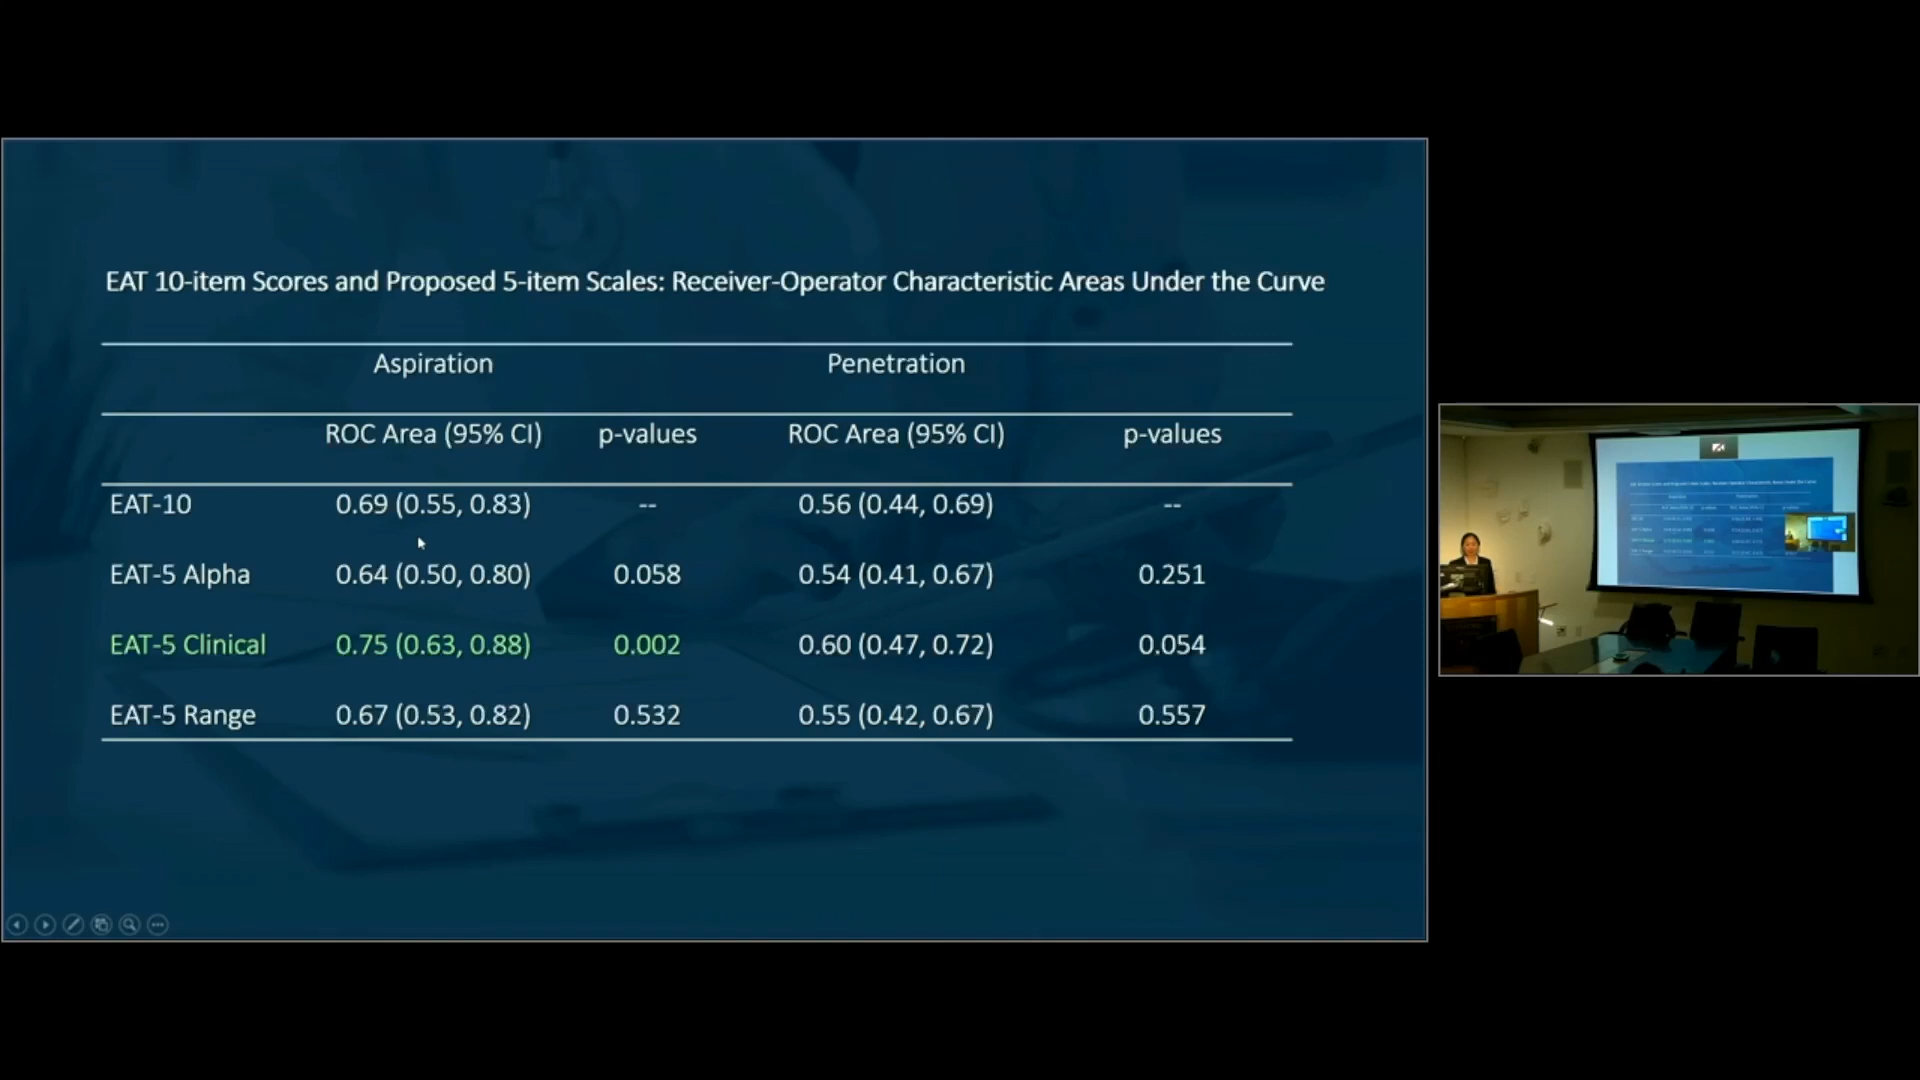 EAT 10-item Scores and Proposed 5-item Scales: Receiver-Operator Characteristic Areas Under the Curve
Aspiration Penetration
ROC Area (95% CI) p-values ROC Area (95% CI) p-values
EAT-10 0.69 (0.55, 0.83) -- 0.56 (0.44, 0.69) --
EAT-5 Alpha 0.64 (0.50, 0.80) 0.058 0.54 (0.41, 0.67) 0.251
EAT-5 Clinical 0.75 (0.63, 0.88) 0.002 0.60 (0.47, 0.72) 0.054
EAT-5 Range 0.67 (0.53, 0.82) 0.532 0.55 (0.42, 0.67) 0.557